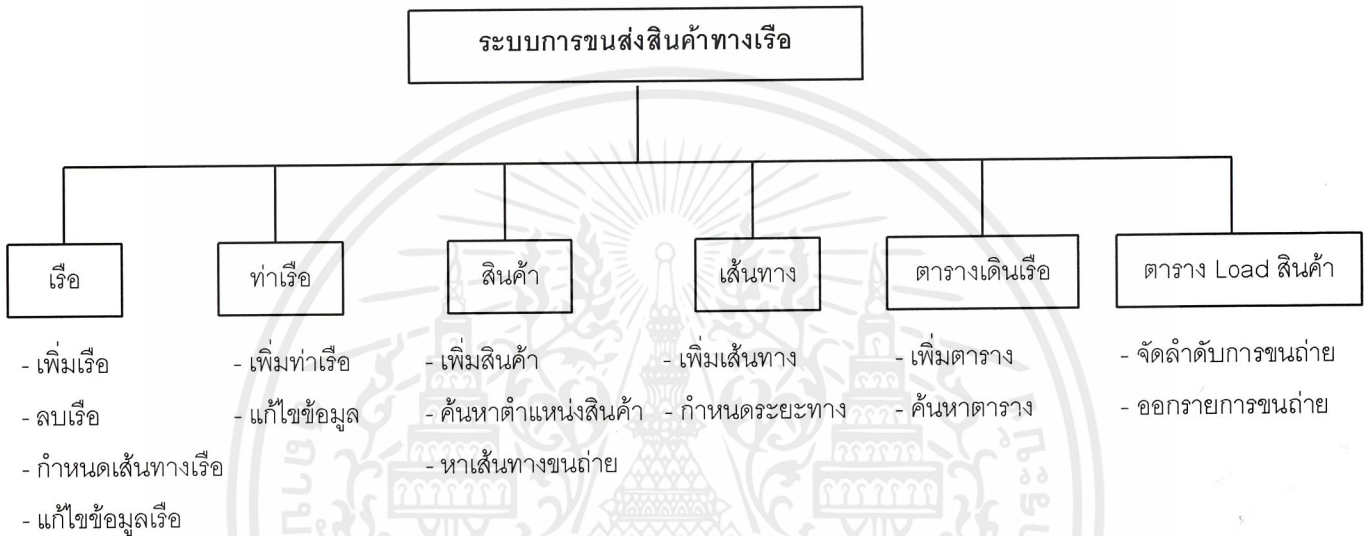 ระบบการขนส่งสินค้าทางเรือ
เรือ
- เพิ่มเรือ
- ลบเรือ
- กำหนดเส้นทางเรือ
- แก้ไขข้อมูลเรือ
ท่าเรือ
- เพิ่มท่าเรือ
- แก้ไขข้อมูล
สินค้า
- เพิ่มสินค้า
- ค้นหาตำแหน่งสินค้า
- หาเส้นทางขนถ่าย
เส้นทาง
- เพิ่มเส้นทาง
- กำหนดระยะทาง
ตารางเดินเรือ
- เพิ่มตาราง
- ค้นหาตาราง
ตาราง Load สินค้า
- จัดลำดับการขนถ่าย
- ออกรายการขนถ่าย